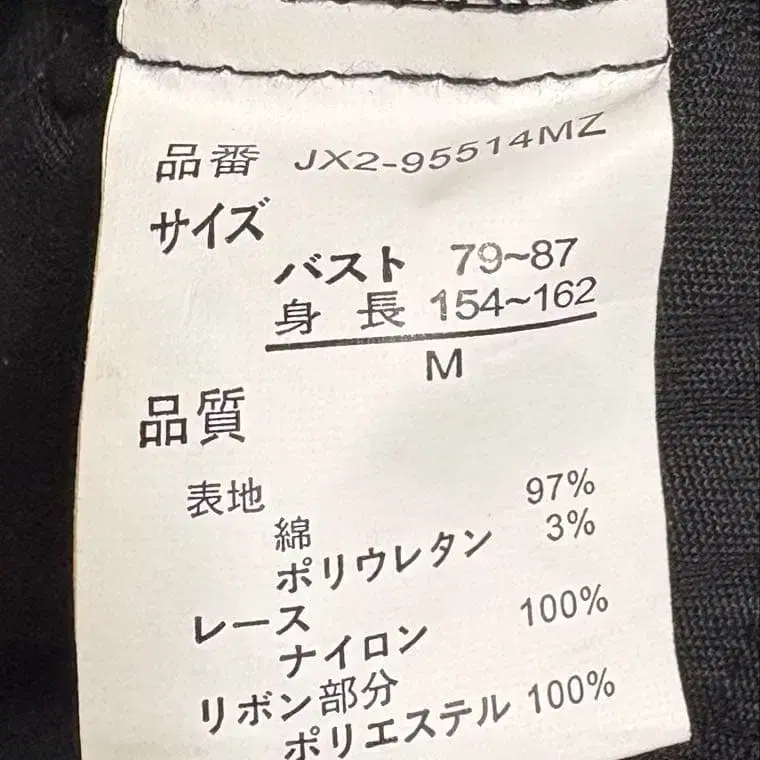 品番 JX2-95514MZ
サイズ
バスト 79~87
身長 154~162
M
品質
表地
綿 97%
ポリウレタン 3%
レース
ナイロン 100%
リボン部分
ポリエステル 100%